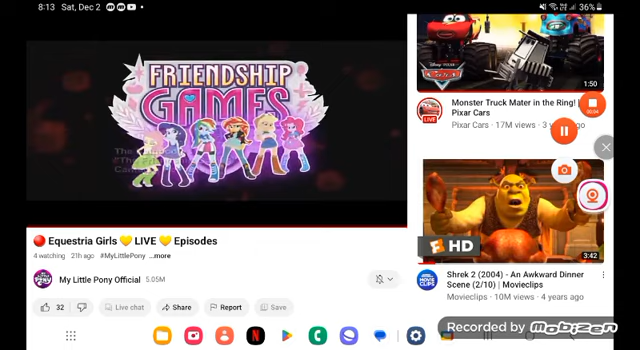 8:13 Sat, Dec 2
36%
FRIENDSHIP
GAMES
1:50
CARS
Monster Truck Mater in the Ring!
Pixar Cars
LIVE
Pixar Cars · 17M views · 3
HD
3:42
Equestria Girls 💛 LIVE 💛 Episodes
4 watching 21h ago #MyLittlePony ...more
My Little Pony Official 5.05M
32 Live chat Share Report Save
Shrek 2 (2004) - An Awkward Dinner
Scene (2/10) | Movieclips
Movieclips · 10M views · 4 years ago
MOVIE
CLIPS
Recorded by Mobizen